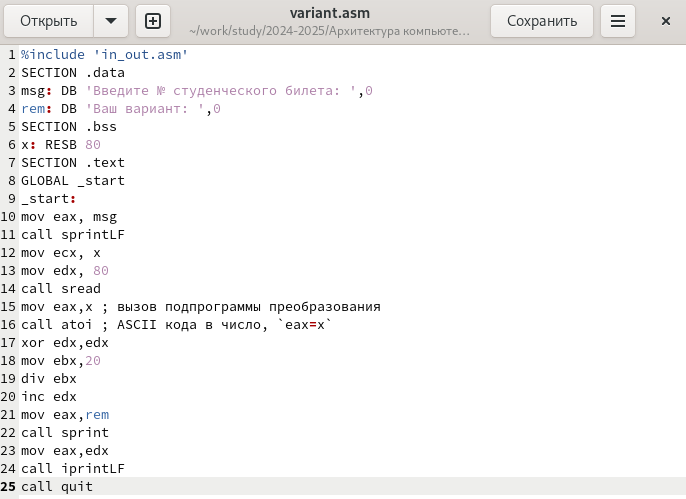 Открыть
variant.asm
~/work/study/2024-2025/Архитектура компьюте...
Сохранить
1 %include 'in_out.asm'
2 SECTION .data
3 msg: DB 'Введите № студенческого билета: ',0
4 rem: DB 'Ваш вариант: ',0
5 SECTION .bss
6 x: RESB 80
7 SECTION .text
8 GLOBAL _start
9 _start:
10 mov eax, msg
11 call sprintLF
12 mov ecx, x
13 mov edx, 80
14 call sread
15 mov eax,x ; вызов подпрограммы преобразования
16 call atoi ; ASCII кода в число, `eax=x`
17 xor edx,edx
18 mov ebx,20
19 div ebx
20 inc edx
21 mov eax,rem
22 call sprint
23 mov eax,edx
24 call iprintLF
25 call quit